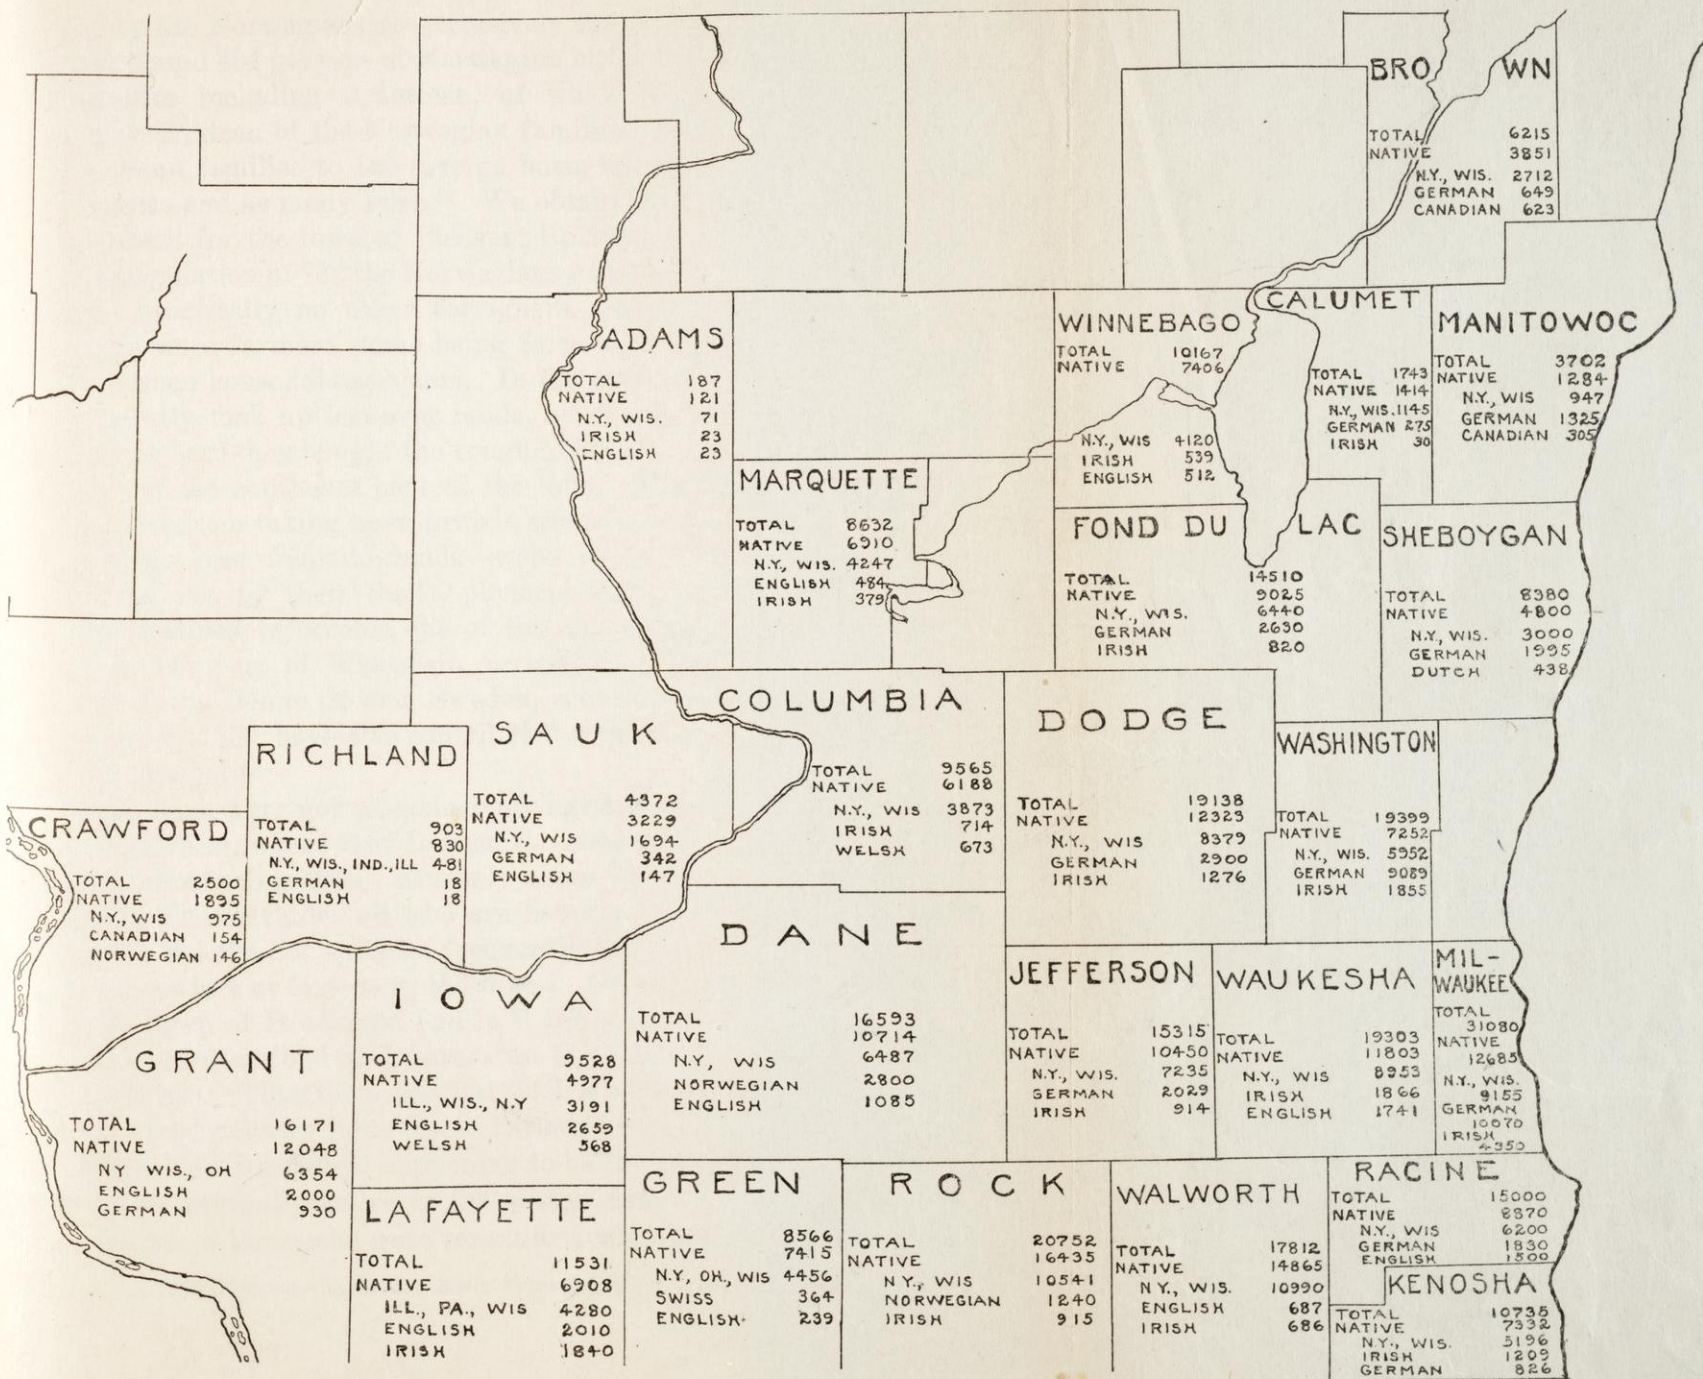 BROWN
TOTAL 6215
NATIVE 3851
N.Y., WIS. 2712
GERMAN 649
CANADIAN 623
ADAMS
TOTAL 187
NATIVE 121
N.Y., WIS. 71
IRISH 23
ENGLISH 23
WINNEBAGO
TOTAL 10167
NATIVE 7406
N.Y., WIS 4120
IRISH 539
ENGLISH 512
CALUMET
TOTAL 1743
NATIVE 1414
N.Y., WIS. 1145
GERMAN 275
IRISH 30
MANITOWOC
TOTAL 3702
NATIVE 1284
N.Y., WIS 947
GERMAN 1325
CANADIAN 305
MARQUETTE
TOTAL 8632
NATIVE 6910
N.Y., WIS. 4247
ENGLISH 484
IRISH 379
FOND DU LAC
TOTAL 14510
NATIVE 9025
N.Y., WIS. 6440
GERMAN 2630
IRISH 820
SHEBOYGAN
TOTAL 8380
NATIVE 4800
N.Y., WIS. 3000
GERMAN 1995
DUTCH 438
RICHLAND
TOTAL 903
NATIVE 830
N.Y., WIS., IND., ILL 481
GERMAN 18
ENGLISH 18
SAUK
TOTAL 4372
NATIVE 3229
N.Y., WIS 1694
GERMAN 342
ENGLISH 147
COLUMBIA
TOTAL 9565
NATIVE 6188
N.Y., WIS 3873
IRISH 714
WELSH 673
DODGE
TOTAL 19138
NATIVE 12323
N.Y., WIS 8379
GERMAN 2900
IRISH 1276
WASHINGTON
TOTAL 19399
NATIVE 7252
N.Y., WIS. 5952
GERMAN 9089
IRISH 1855
CRAWFORD
TOTAL 2500
NATIVE 1895
N.Y., WIS 975
CANADIAN 154
NORWEGIAN 146
GRANT
TOTAL 16171
NATIVE 12048
NY WIS., OH 6354
ENGLISH 2000
GERMAN 930
IOWA
TOTAL 9528
NATIVE 4977
ILL., WIS., N.Y 3191
ENGLISH 2659
WELSH 568
DANE
TOTAL 16593
NATIVE 10714
N.Y., WIS 6487
NORWEGIAN 2800
ENGLISH 1085
JEFFERSON
TOTAL 15315
NATIVE 10450
N.Y., WIS. 7235
GERMAN 2029
IRISH 914
WAUKESHA
TOTAL 19303
NATIVE 11803
N.Y., WIS 8953
IRISH 1866
ENGLISH 1741
MIL-
WAUKEE
TOTAL
31080
NATIVE
12685
N.Y., WIS.
9155
GERMAN
10070
IRISH
4350
LA FAYETTE
TOTAL 11531
NATIVE 6908
ILL., PA., WIS 4280
ENGLISH 2010
IRISH 1840
GREEN
TOTAL 8566
NATIVE 7415
N.Y., OH., WIS 4456
SWISS 364
ENGLISH 239
ROCK
TOTAL 20752
NATIVE 16435
N.Y., WIS 10541
NORWEGIAN 1240
IRISH 915
WALWORTH
TOTAL 17812
NATIVE 14865
N.Y., WIS. 10990
ENGLISH 687
IRISH 686
RACINE
TOTAL 15000
NATIVE 8870
N.Y., WIS 6200
GERMAN 1830
ENGLISH 1500
KENOSHA
TOTAL 10735
NATIVE 7332
N.Y., WIS. 5196
IRISH 1209
GERMAN 826